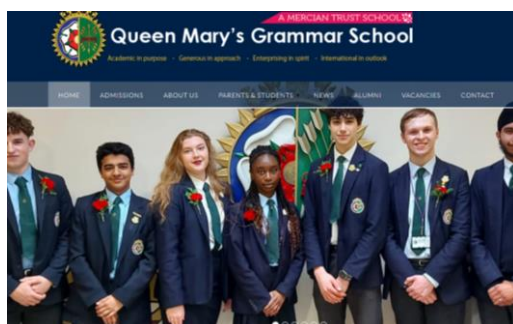 A MERCIAN TRUST SCHOOL
Queen Mary's Grammar School
Academic in purpose - Generous in approach - Enterprising in spirit - International in outlook
HOME ADMISSIONS ABOUT US PARENTS & STUDENTS NEWS ALUMNI VACANCIES CONTACT